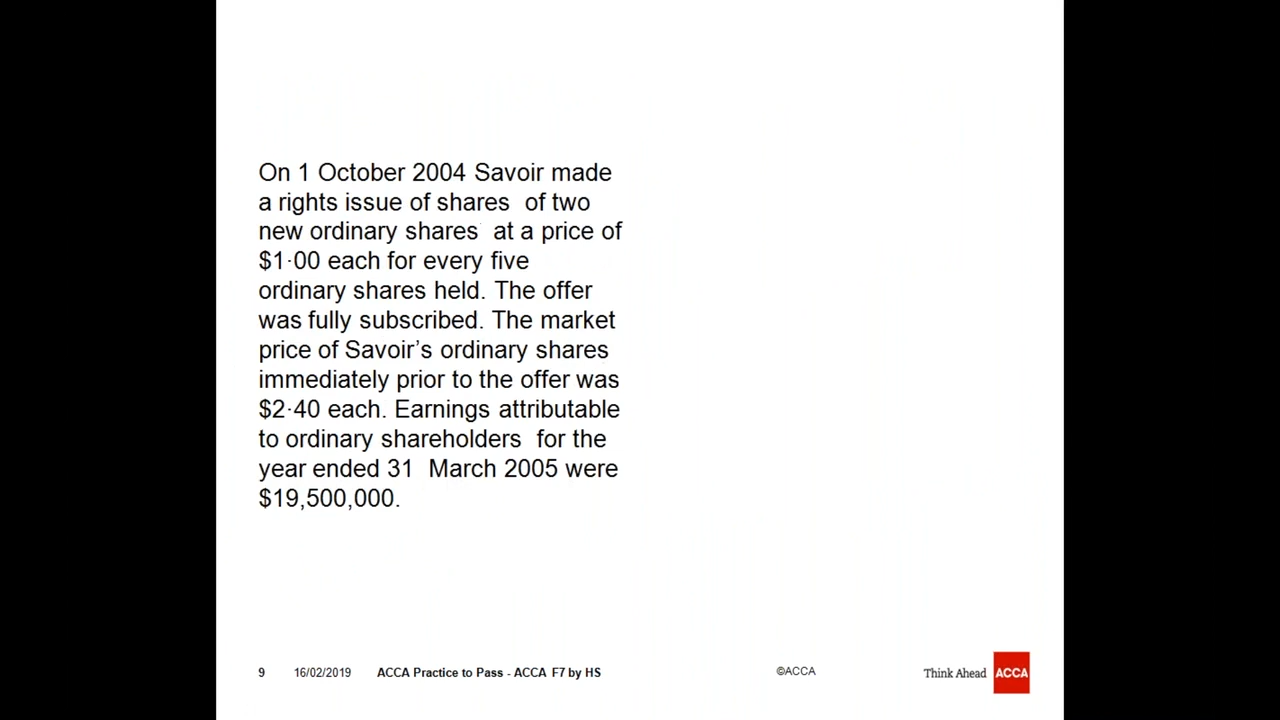 On 1 October 2004 Savoir made
a rights issue of shares of two
new ordinary shares at a price of
$1·00 each for every five
ordinary shares held. The offer
was fully subscribed. The market
price of Savoir’s ordinary shares
immediately prior to the offer was
$2·40 each. Earnings attributable
to ordinary shareholders for the
year ended 31 March 2005 were
$19,500,000.
9 16/02/2019 ACCA Practice to Pass - ACCA F7 by HS ©ACCA Think Ahead ACCA